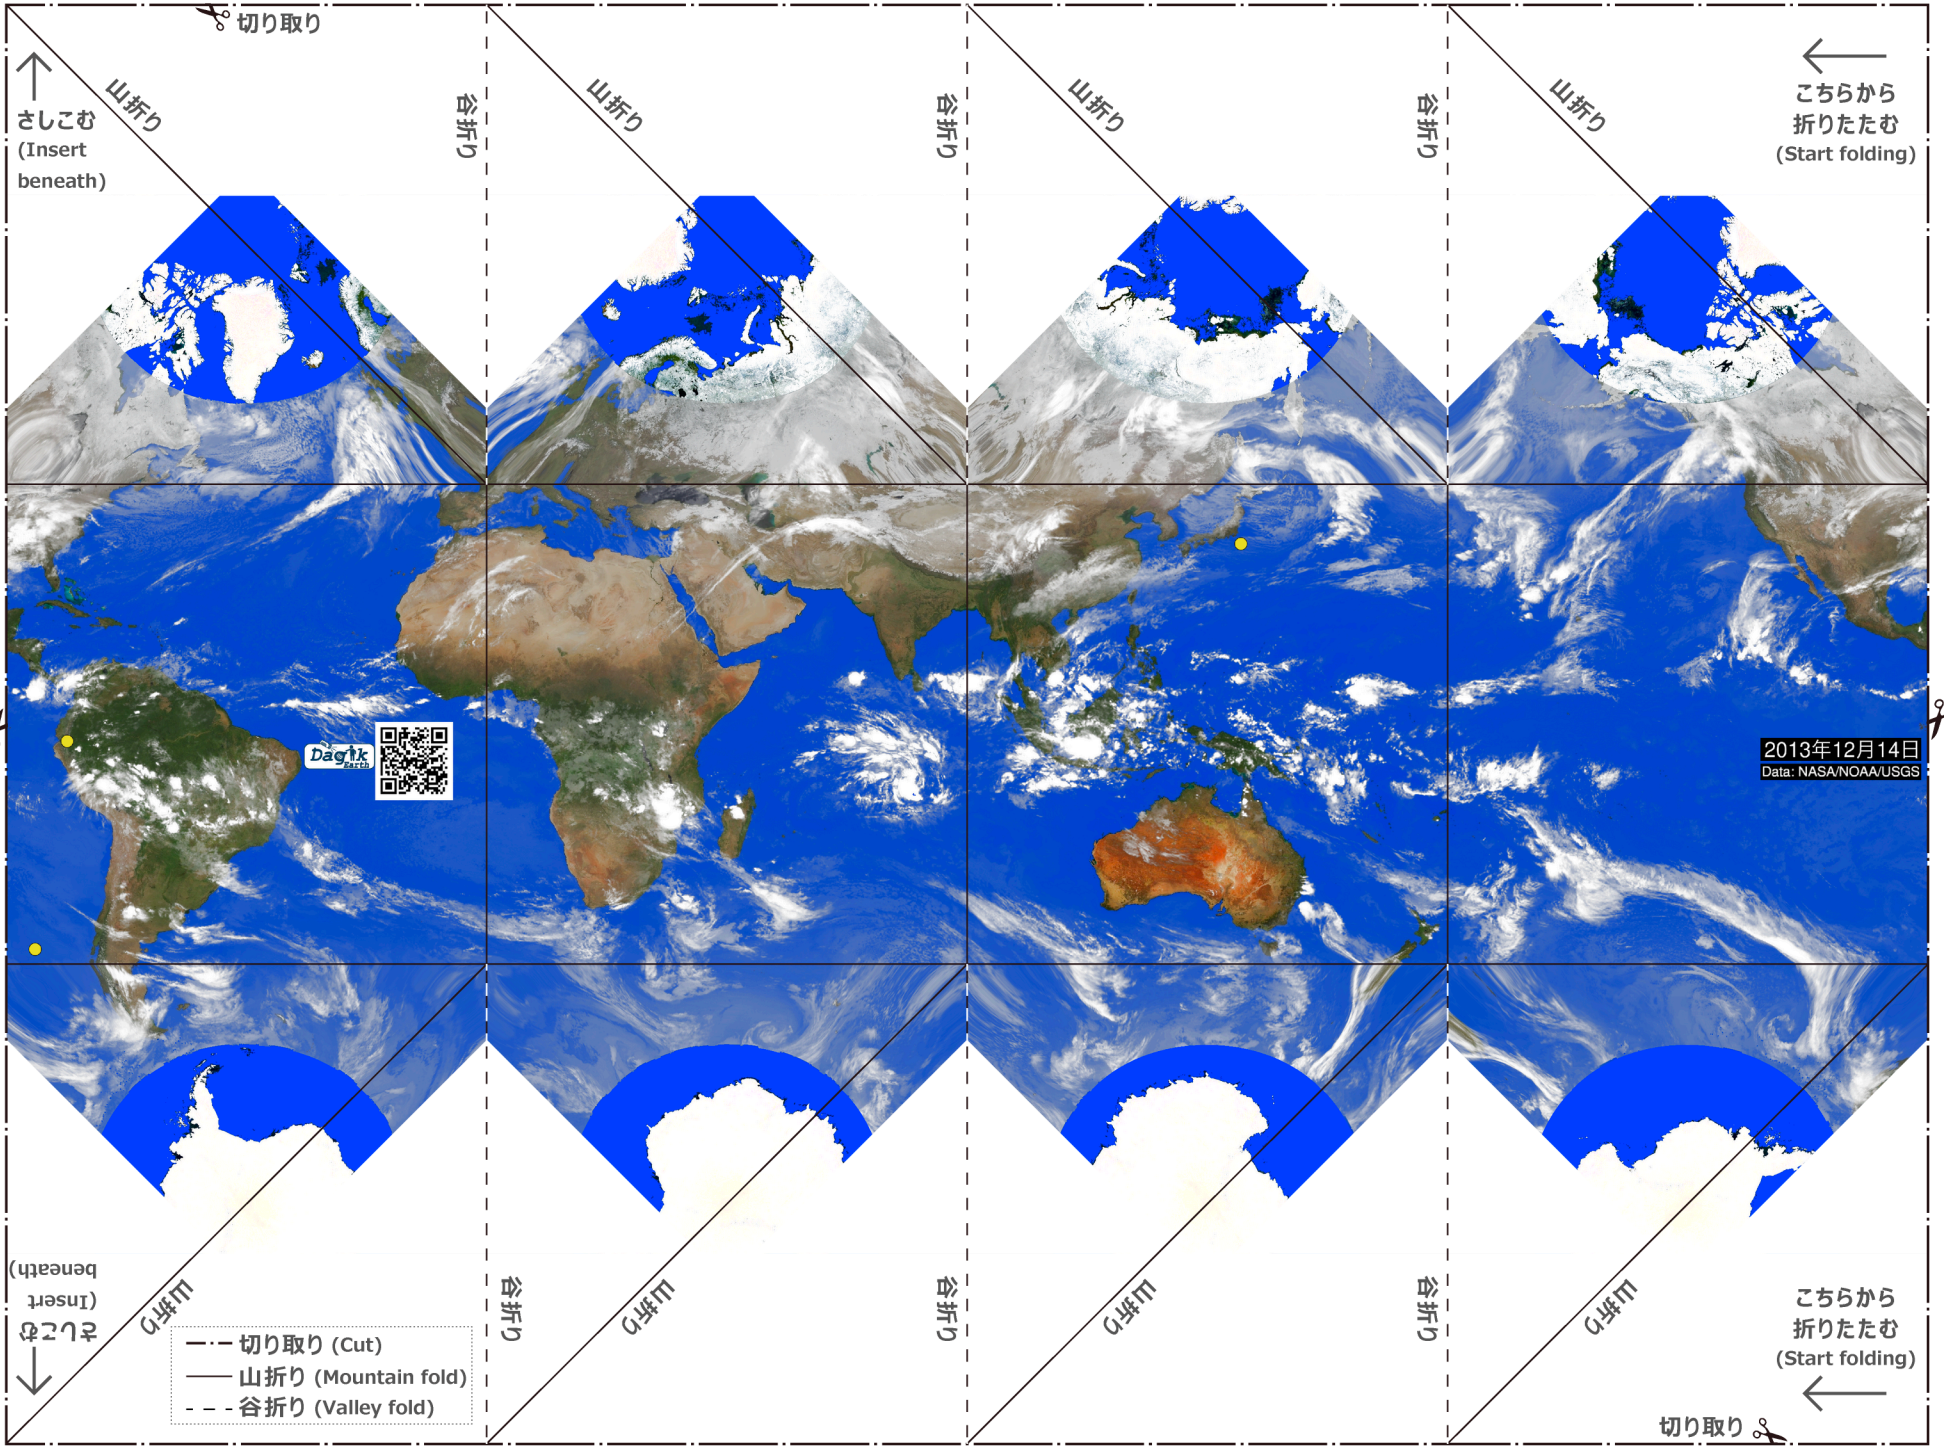 切り取り
山折り
谷折り
山折り
谷折り
山折り
谷折り
山折り
さしこむ
(Insert
beneath)
こちらから
折りたたむ
(Start folding)
Dagik
Earth
2013年12月14日
Data: NASA/NOAA/USGS
さしこむ
(Insert
beneath)
山折り
谷折り
山折り
谷折り
山折り
谷折り
山折り
こちらから
折りたたむ
(Start folding)
切り取り (Cut)
山折り (Mountain fold)
谷折り (Valley fold)
切り取り